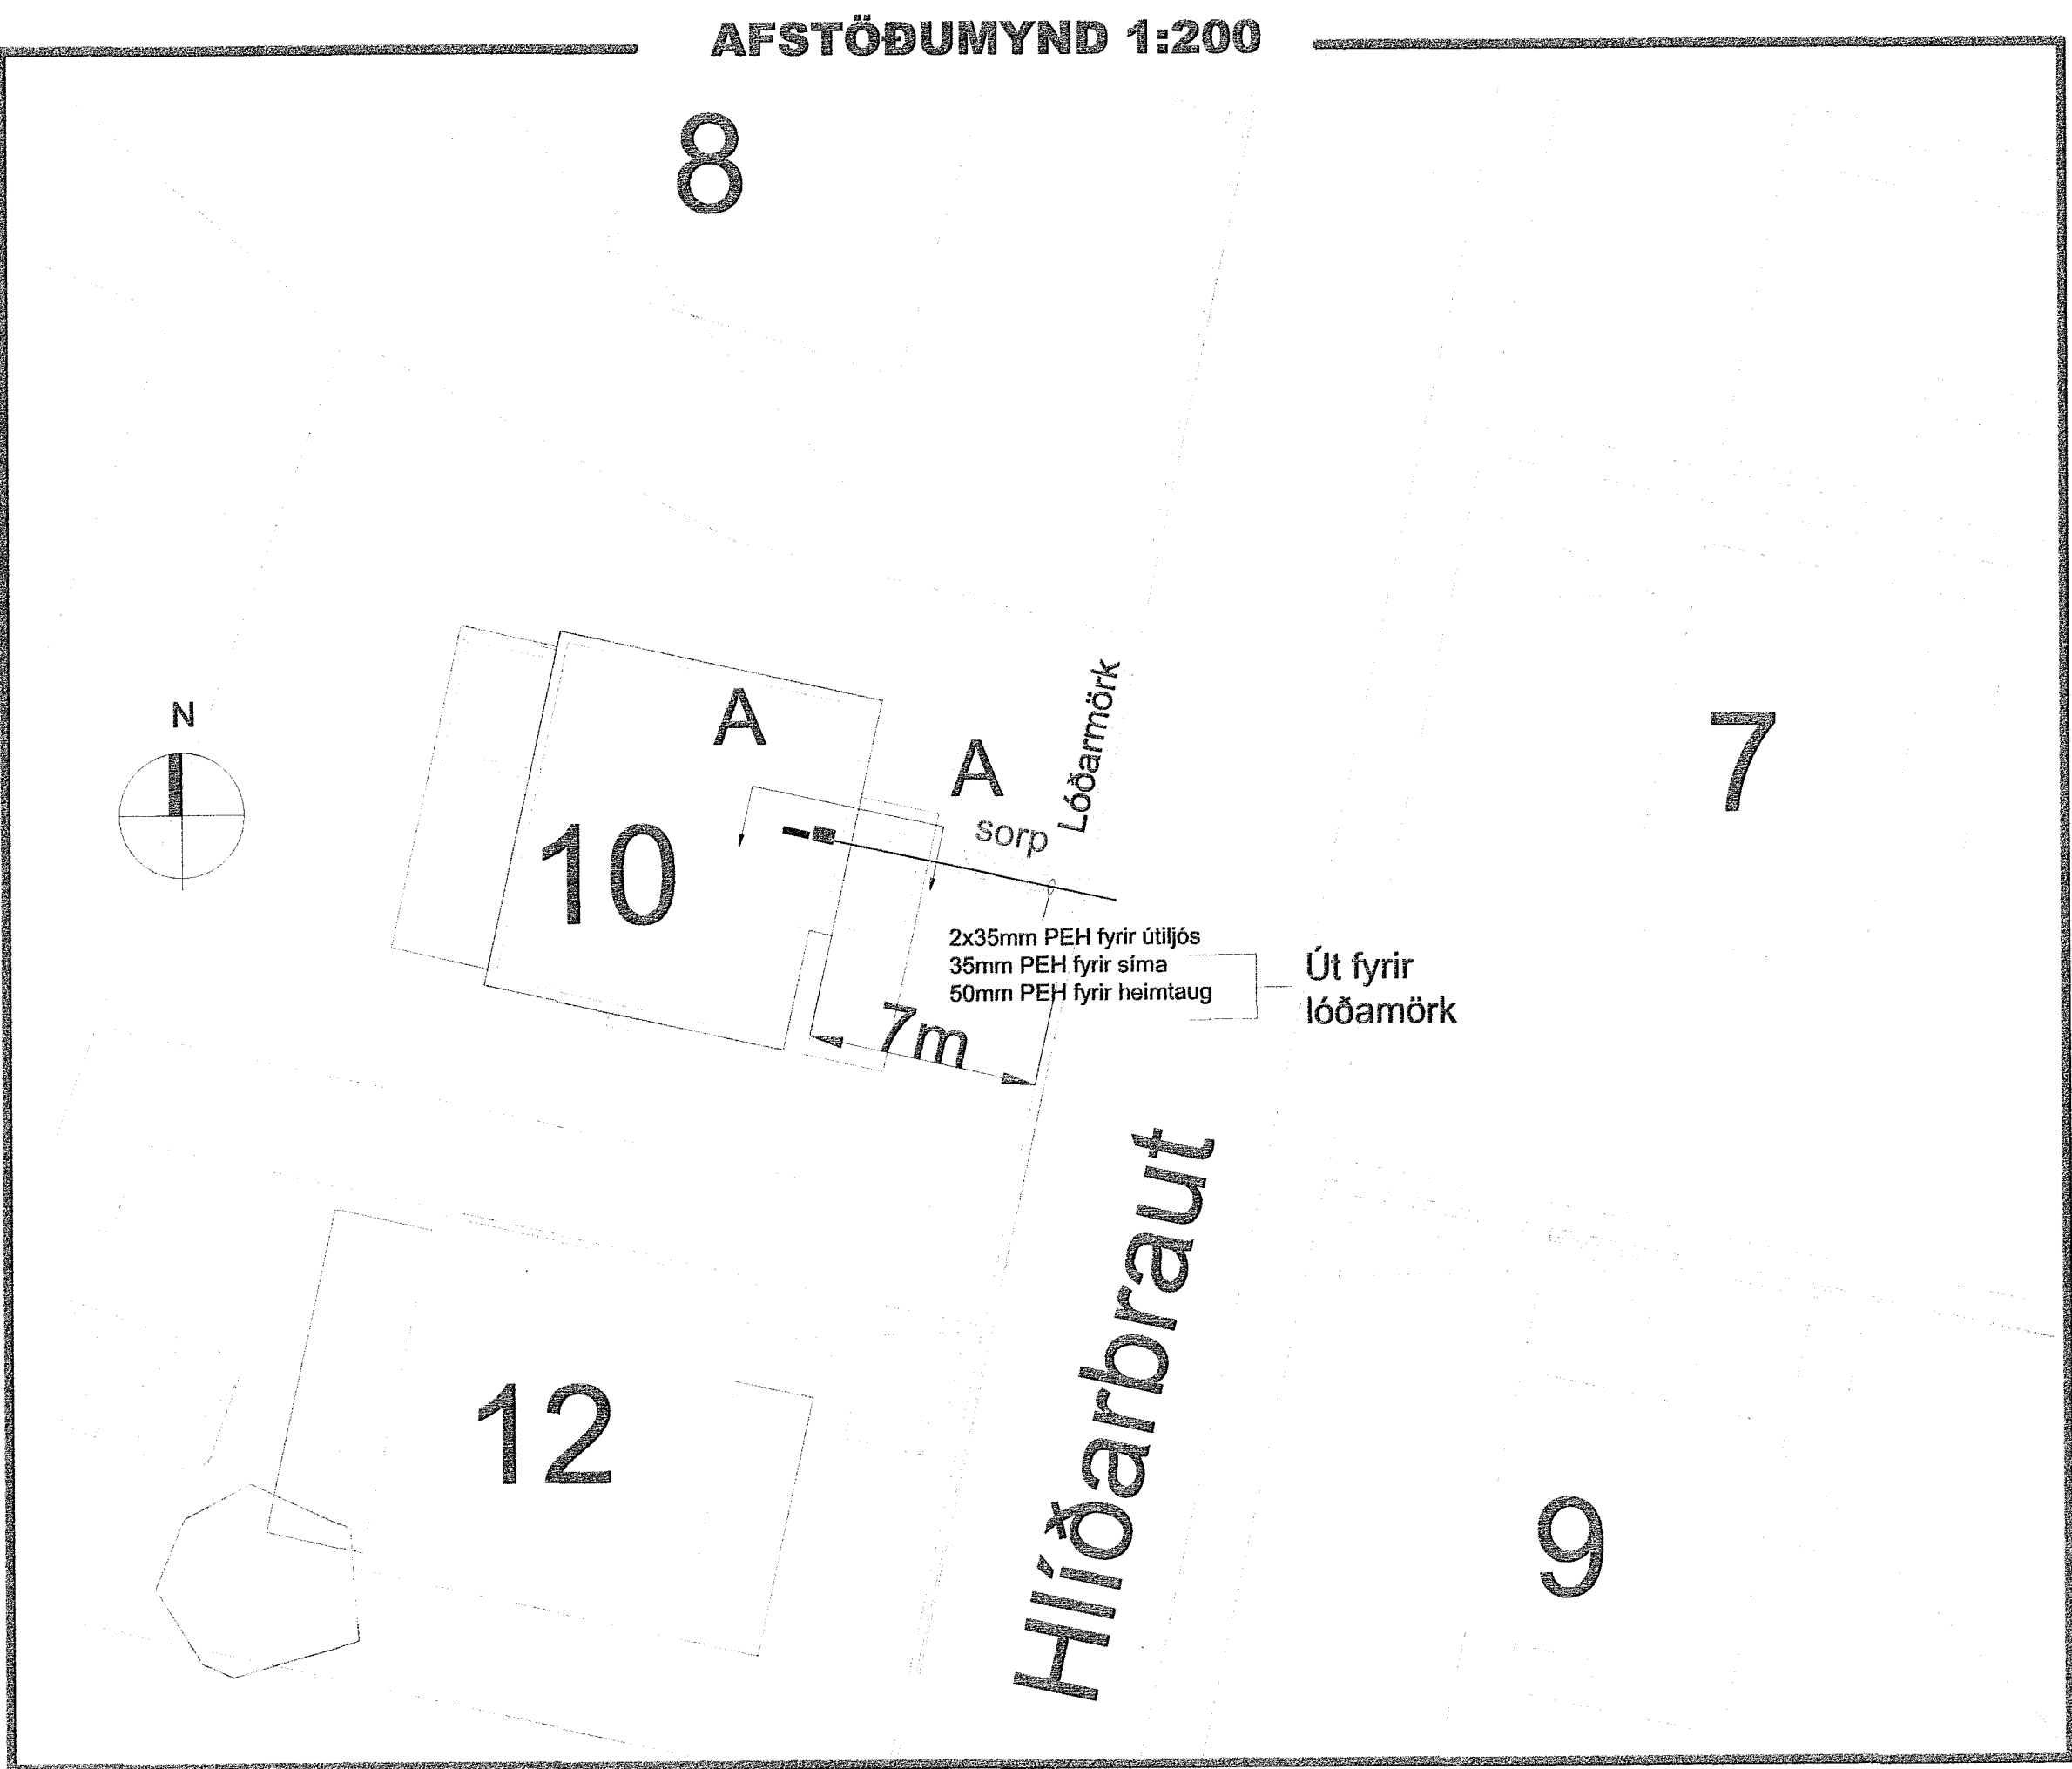 AFSTÖÐUMYND 1:200
8
N
A
A
Lóðarmörk
sorp
7
10
2x35mm PEH fyrir útiljós
35mm PEH fyrir síma
50mm PEH fyrir heimtaug
Út fyrir
lóðamörk
7m
Hlíðarbraut
12
9